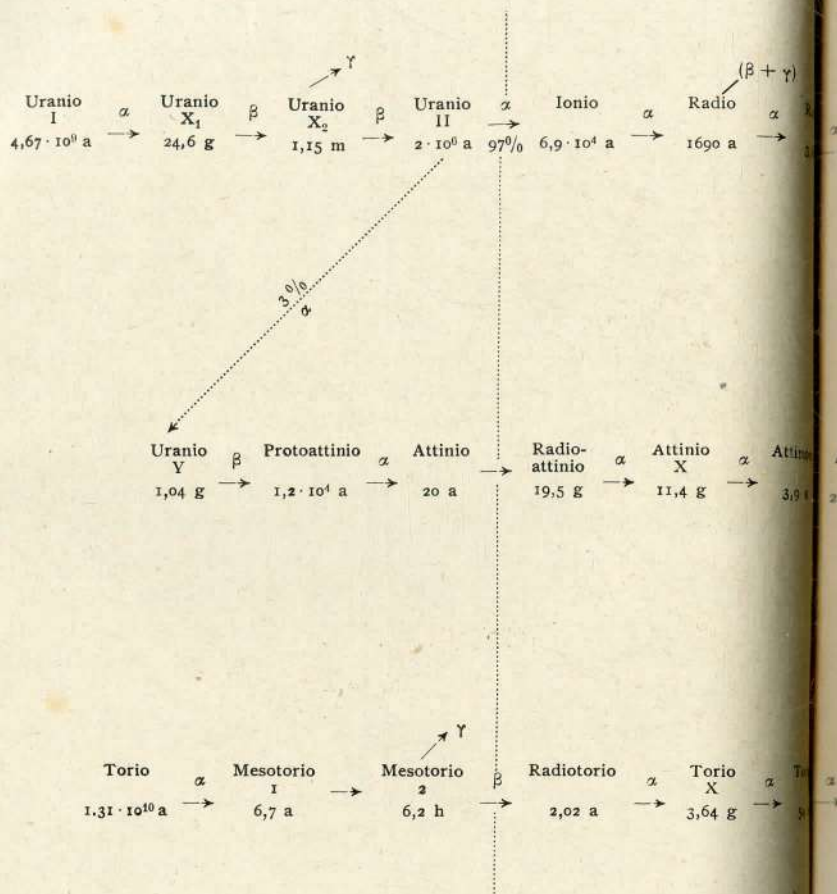 γ
(β + γ)
Uranio I α Uranio X₁ β Uranio X₂ β Uranio II α Ionio α Radio α
4,67 · 10⁹ a → 24,6 g → 1,15 m → 2 · 10⁶ a → 97% 6,9 · 10⁴ a → 1690 a →
3 %
α
Uranio Y β Protoattinio α Attinio → Radio-attinio α Attinio X α
1,04 g → 1,2 · 10⁴ a → 20 a 19,5 g → 11,4 g → 3,9
γ
Torio α Mesotorio 1 → Mesotorio 2 β Radiotorio α Torio X α
1.31 · 10¹⁰ a → 6,7 a 6,2 h → 2,02 a → 3,64 g →